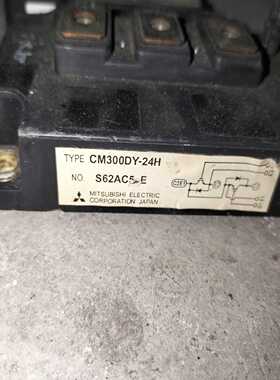 TYPE CM300DY-24H
NO. S62AC5-E
MITSUBISHI ELECTRIC
CORPORATION JAPAN